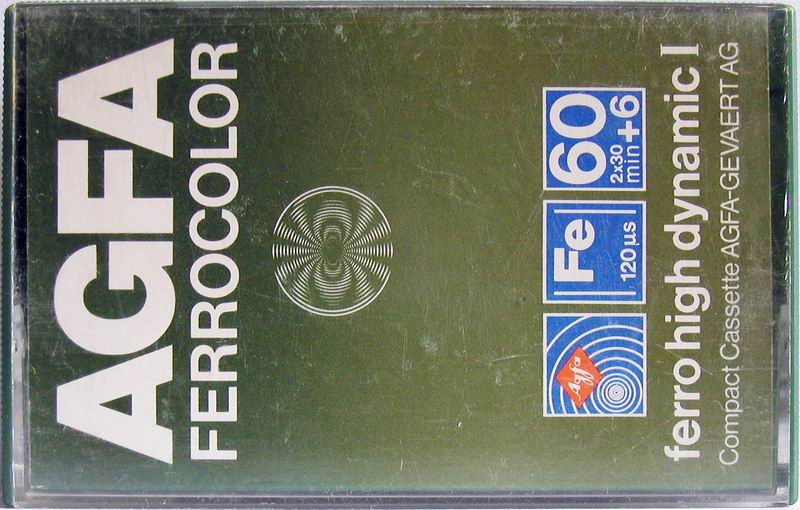 AGFA
FERROCOLOR
Agfa
Fe
120 µs
60
2x30
min
+6
ferro high dynamic I
Compact Cassette AGFA-GEVAERT AG